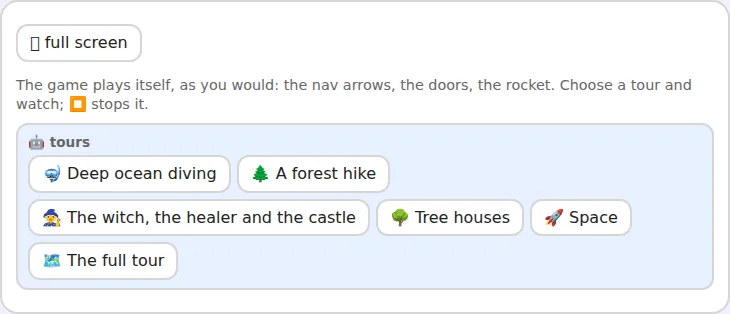 full screen
The game plays itself, as you would: the nav arrows, the doors, the rocket. Choose a tour and
watch; ⏹️ stops it.
🤖 tours
🤿 Deep ocean diving 🌲 A forest hike
🧙 The witch, the healer and the castle 🌳 Tree houses 🚀 Space
🗺️ The full tour